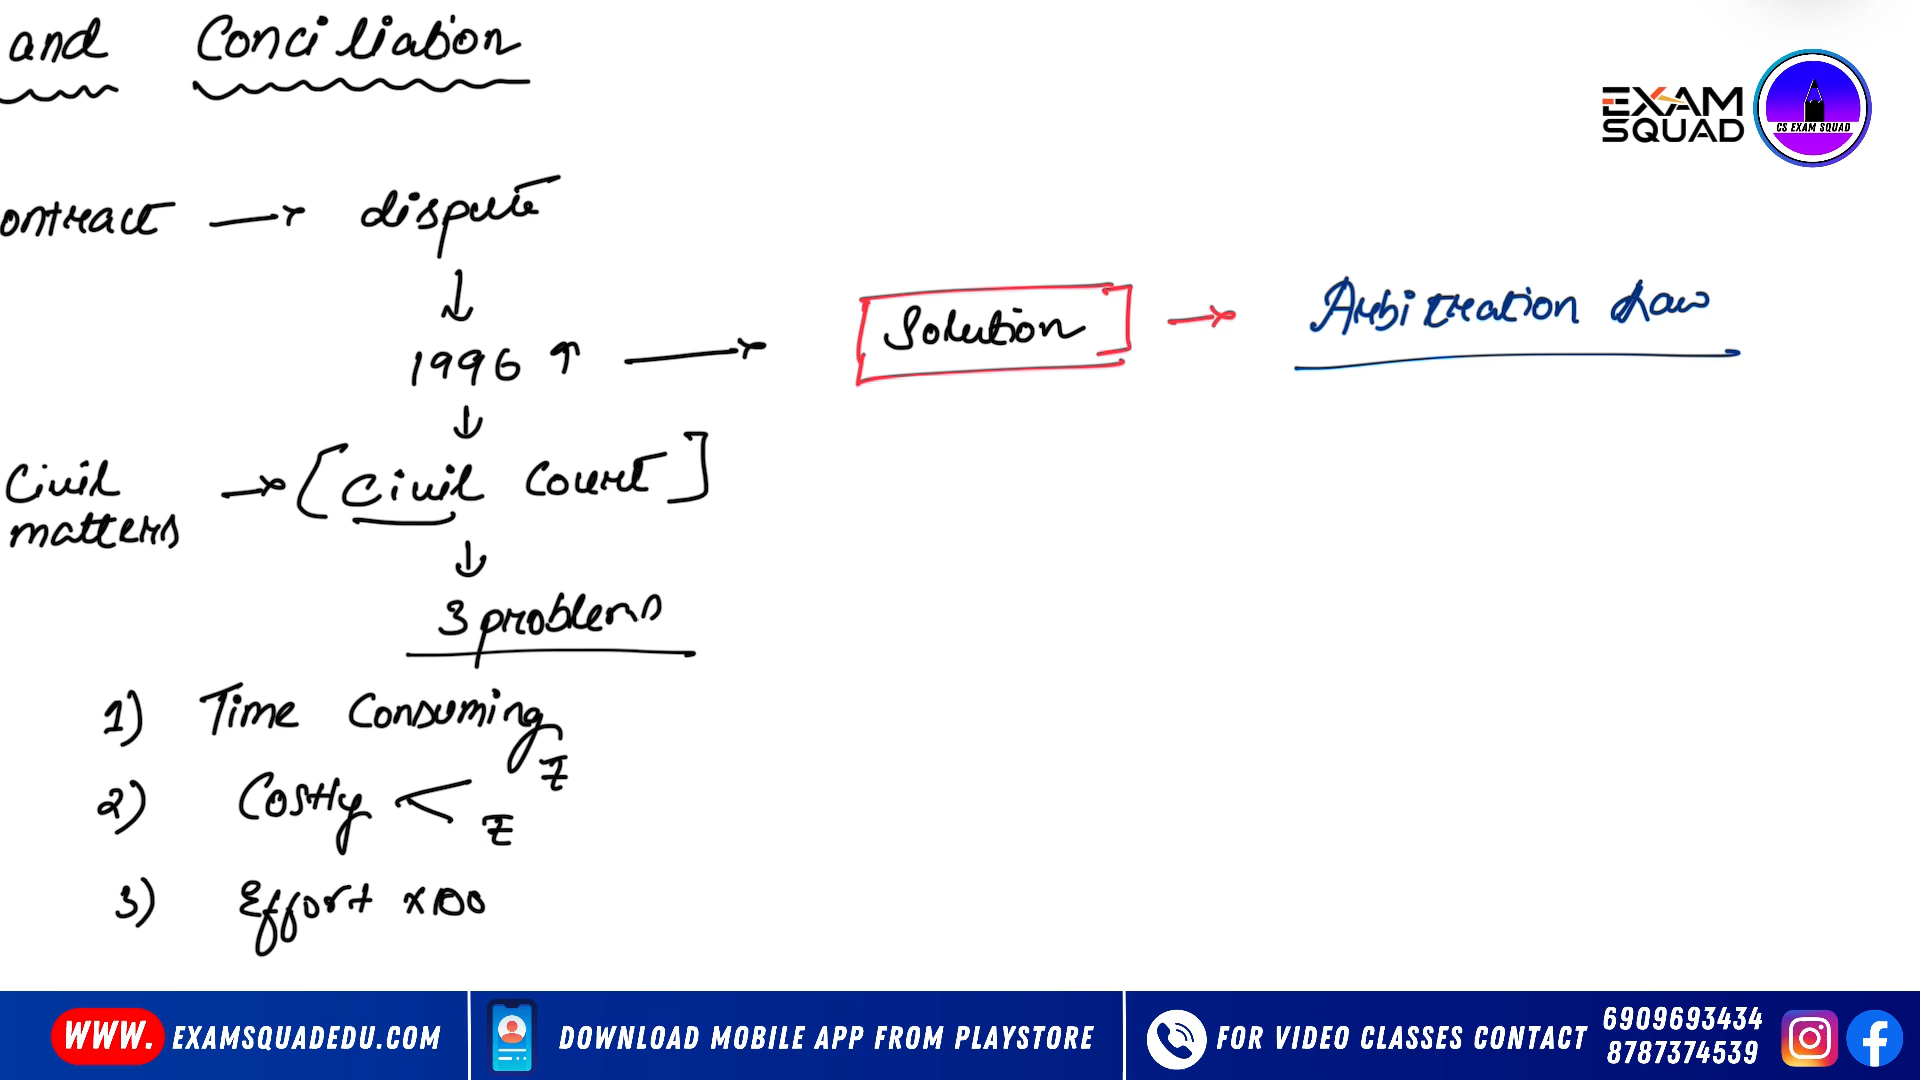 and Conciliation
EXAM
SQUAD
CS EXAM SQUAD
ontract → dispute
↓
1996 ↑ → Solution → Arbitration Law
↓
Civil matters → [Civil Court]
↓
3 problems
1) Time Consuming
2) Costly <
3) Effort x100
WWW. EXAMSQUADEDU.COM
DOWNLOAD MOBILE APP FROM PLAYSTORE
FOR VIDEO CLASSES CONTACT
6909693434
8787374539